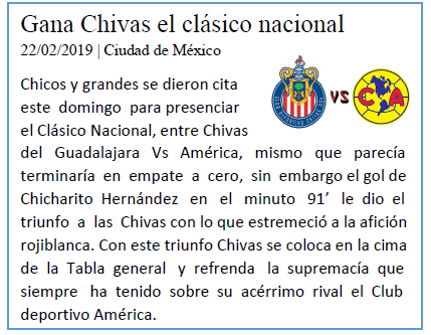 Gana Chivas el clásico nacional
22/02/2019 | Ciudad de México
Chicos y grandes se dieron cita
este domingo para presenciar
el Clásico Nacional, entre Chivas
del Guadalajara Vs América, mismo que parecía
terminaría en empate a cero, sin embargo el gol de
Chicharito Hernández en el minuto 91’ le dio el
triunfo a las Chivas con lo que estremeció a la afición
rojiblanca. Con este triunfo Chivas se coloca en la cima
de la Tabla general y refrenda la supremacía que
siempre ha tenido sobre su acérrimo rival el Club
deportivo América.
VS
C A